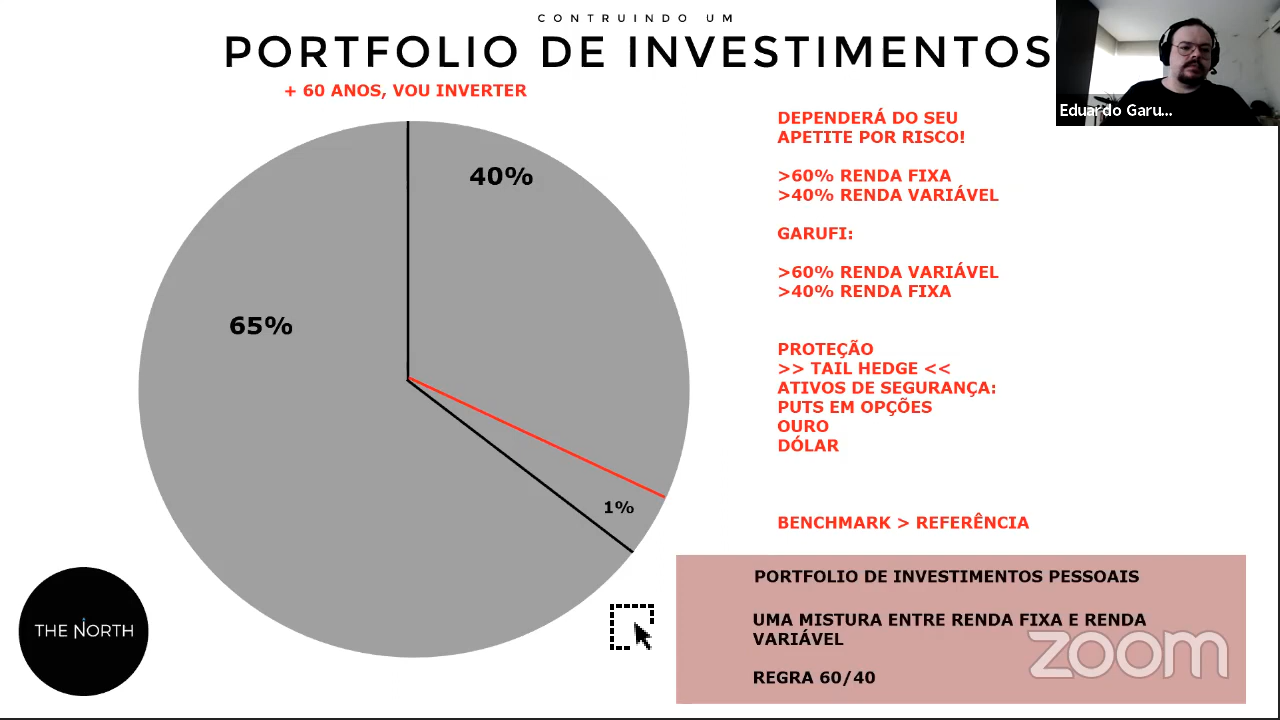 CONTRUINDO UM
PORTFOLIO DE INVESTIMENTOS
+ 60 ANOS, VOU INVERTER
Eduardo Garu...
40%
65%
1%
DEPENDERÁ DO SEU
APETITE POR RISCO!
>60% RENDA FIXA
>40% RENDA VARIÁVEL
GARUFI:
>60% RENDA VARIÁVEL
>40% RENDA FIXA
PROTEÇÃO
>> TAIL HEDGE <<
ATIVOS DE SEGURANÇA:
PUTS EM OPÇÕES
OURO
DÓLAR
BENCHMARK > REFERÊNCIA
PORTFOLIO DE INVESTIMENTOS PESSOAIS
UMA MISTURA ENTRE RENDA FIXA E RENDA
VARIÁVEL
REGRA 60/40
THE NORTH
zoom